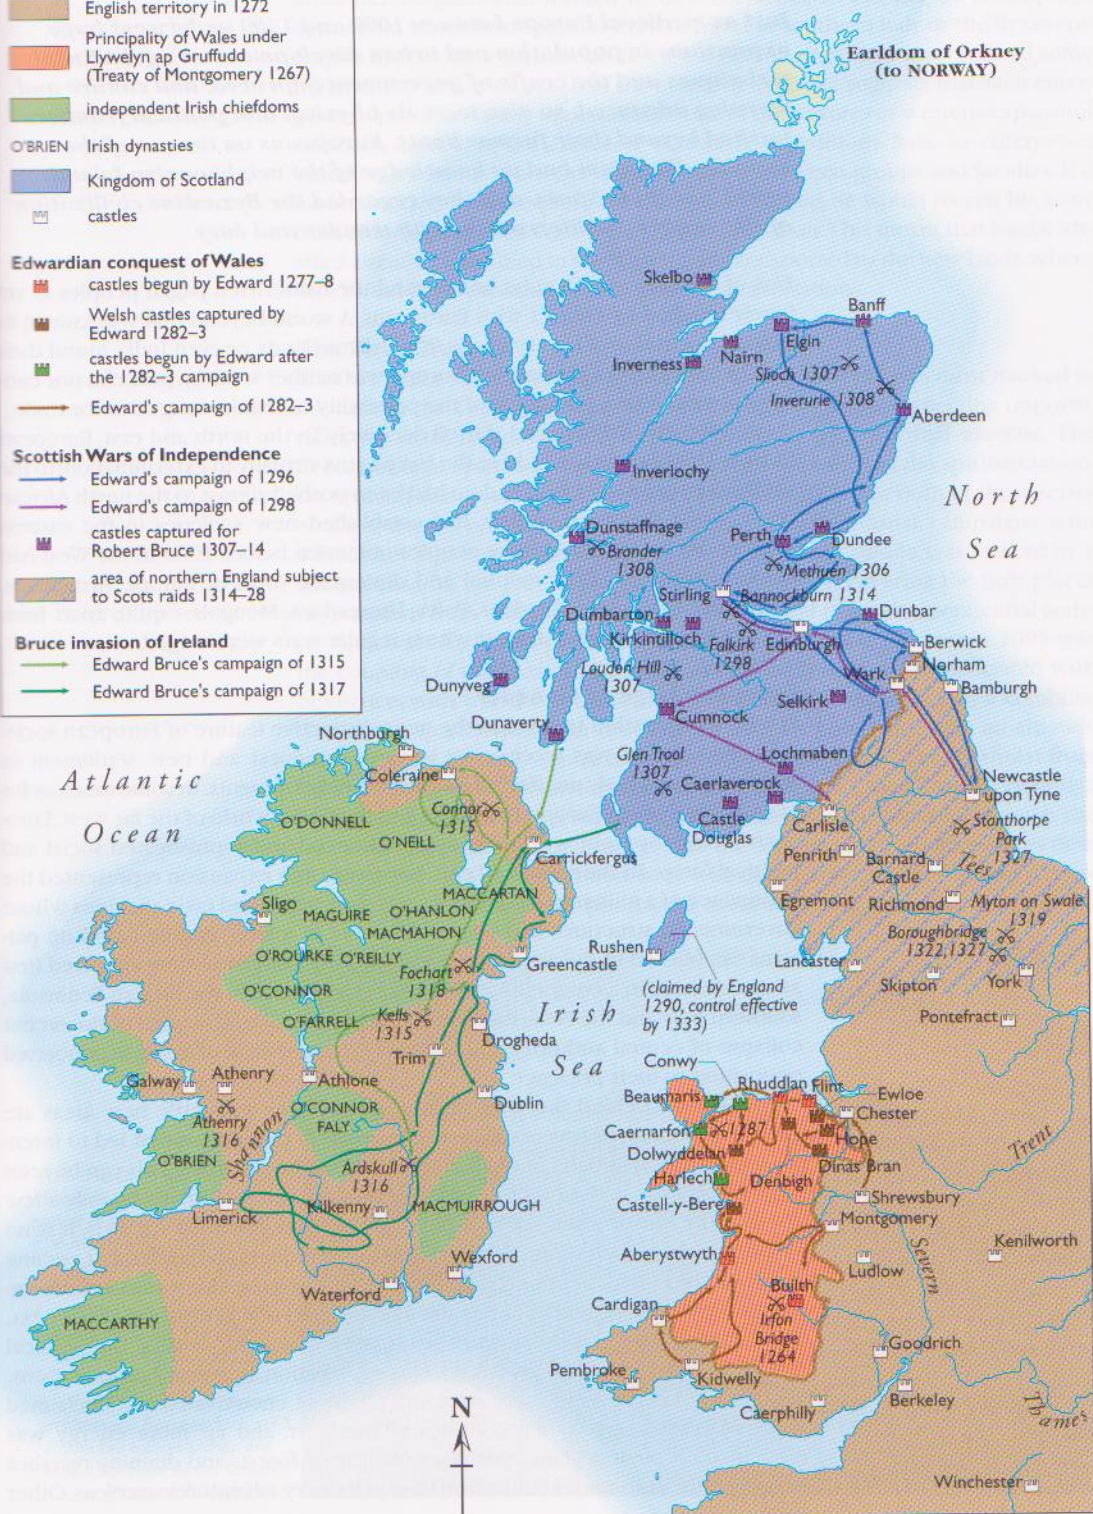 English territory in 1272
Principality of Wales under
Llywelyn ap Gruffudd
(Treaty of Montgomery 1267)
independent Irish chiefdoms
O'BRIEN Irish dynasties
Kingdom of Scotland
castles
Edwardian conquest of Wales
castles begun by Edward 1277–8
Welsh castles captured by
Edward 1282–3
castles begun by Edward after
the 1282–3 campaign
Edward's campaign of 1282–3
Scottish Wars of Independence
Edward's campaign of 1296
Edward's campaign of 1298
castles captured for
Robert Bruce 1307–14
area of northern England subject
to Scots raids 1314–28
Bruce invasion of Ireland
Edward Bruce's campaign of 1315
Edward Bruce's campaign of 1317
Earldom of Orkney
(to NORWAY)
Skelbo
Banff
Elgin
Nairn
Inverness
Slioch 1307
Inverurie 1308
Aberdeen
Inverlochy
North
Sea
Dunstaffnage
Brander
1308
Perth
Dundee
Methuen 1306
Stirling
Bannockburn 1314
Dumbarton
Kirkintilloch
Falkirk
1298
Edinburgh
Dunbar
Berwick
Norham
Wark
Bamburgh
Loudon Hill
1307
Selkirk
Dunyveg
Cumnock
Dunaverty
Glen Trool
1307
Lochmaben
Caerlaverock
Castle
Douglas
Newcastle
upon Tyne
Carlisle
Stanthorpe
Park
1327
Penrith
Barnard
Castle
Tees
Egremont
Richmond
Myton on Swale
1319
Boroughbridge
1322,1327
Lancaster
Skipton
York
Pontefract
Northburgh
Coleraine
Atlantic
Ocean
Connor
1315
O'DONNELL
O'NEILL
Carrickfergus
MACCARTAN
Sligo
MAGUIRE
O'HANLON
MACMAHON
O'ROURKE
O'REILLY
Fochart
1318
Greencastle
O'CONNOR
O'FARRELL
Kells
1315
Drogheda
Trim
Rushen
(claimed by England
1290, control effective
by 1333)
Irish
Sea
Galway
Athenry
Athlone
Athenry
1316
O'CONNOR
FALY
Dublin
Shannon
O'BRIEN
Ardskull
1316
Limerick
Kilkenny
MACMURROUGH
Wexford
Waterford
MACCARTHY
Conwy
Rhuddlan
Flint
Ewloe
Beaumaris
Chester
Caernarfon
1287
Hope
Dolwyddelan
Dinas Bran
Harlech
Denbigh
Castell-y-Bere
Shrewsbury
Montgomery
Trent
Aberystwyth
Ludlow
Severn
Kenilworth
Builth
Cardigan
Irfon
Bridge
1264
Goodrich
Pembroke
Kidwelly
Berkeley
Caerphilly
Thames
Winchester
N